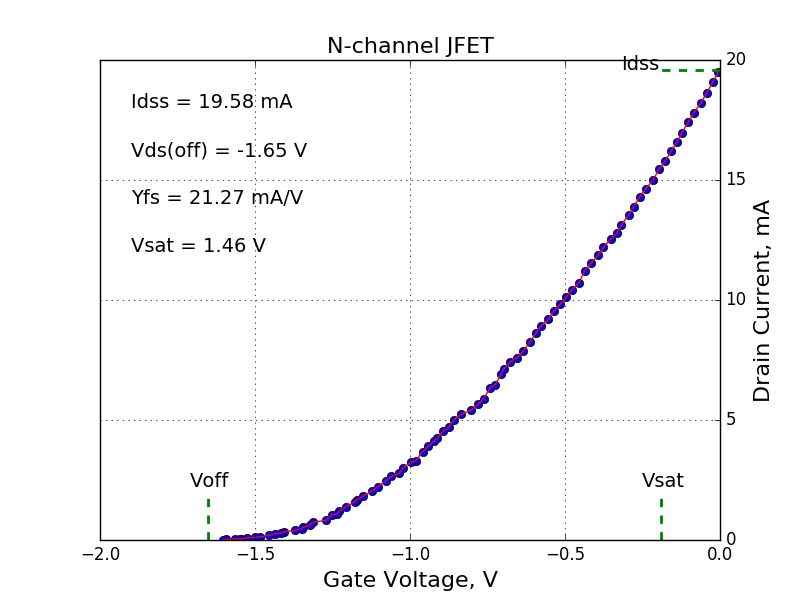 N-channel JFET
Idss
20
Idss = 19.58 mA
Vds(off) = -1.65 V
15
Yfs = 21.27 mA/V
Vsat = 1.46 V
10
Drain Current, mA
5
Voff
Vsat
0
−2.0 −1.5 −1.0 −0.5 0.0
Gate Voltage, V